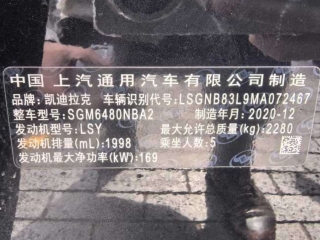 中国 上汽通用汽车有限公司制造
品牌: 凯迪拉克 车辆识别代号: LSGNB83L9MA072467
整车型号: SGM6480NBA2 制造年月: 2020-12
发动机型号: LSY 最大允许总质量(kg): 2280
发动机排量(mL): 1998 乘坐人数: 5
发动机最大净功率(kW): 169